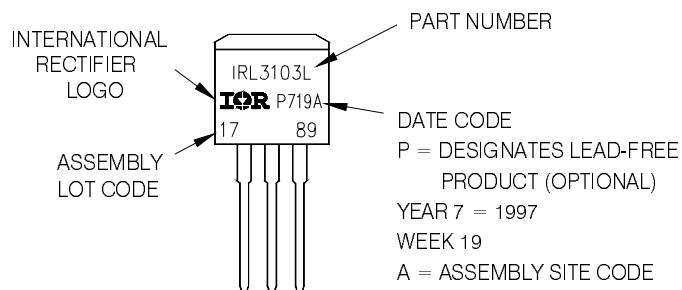 INTERNATIONAL
RECTIFIER
LOGO
PART NUMBER
IRL3103L
IOR P719A
17 89
ASSEMBLY
LOT CODE
DATE CODE
P = DESIGNATES LEAD-FREE
PRODUCT (OPTIONAL)
YEAR 7 = 1997
WEEK 19
A = ASSEMBLY SITE CODE